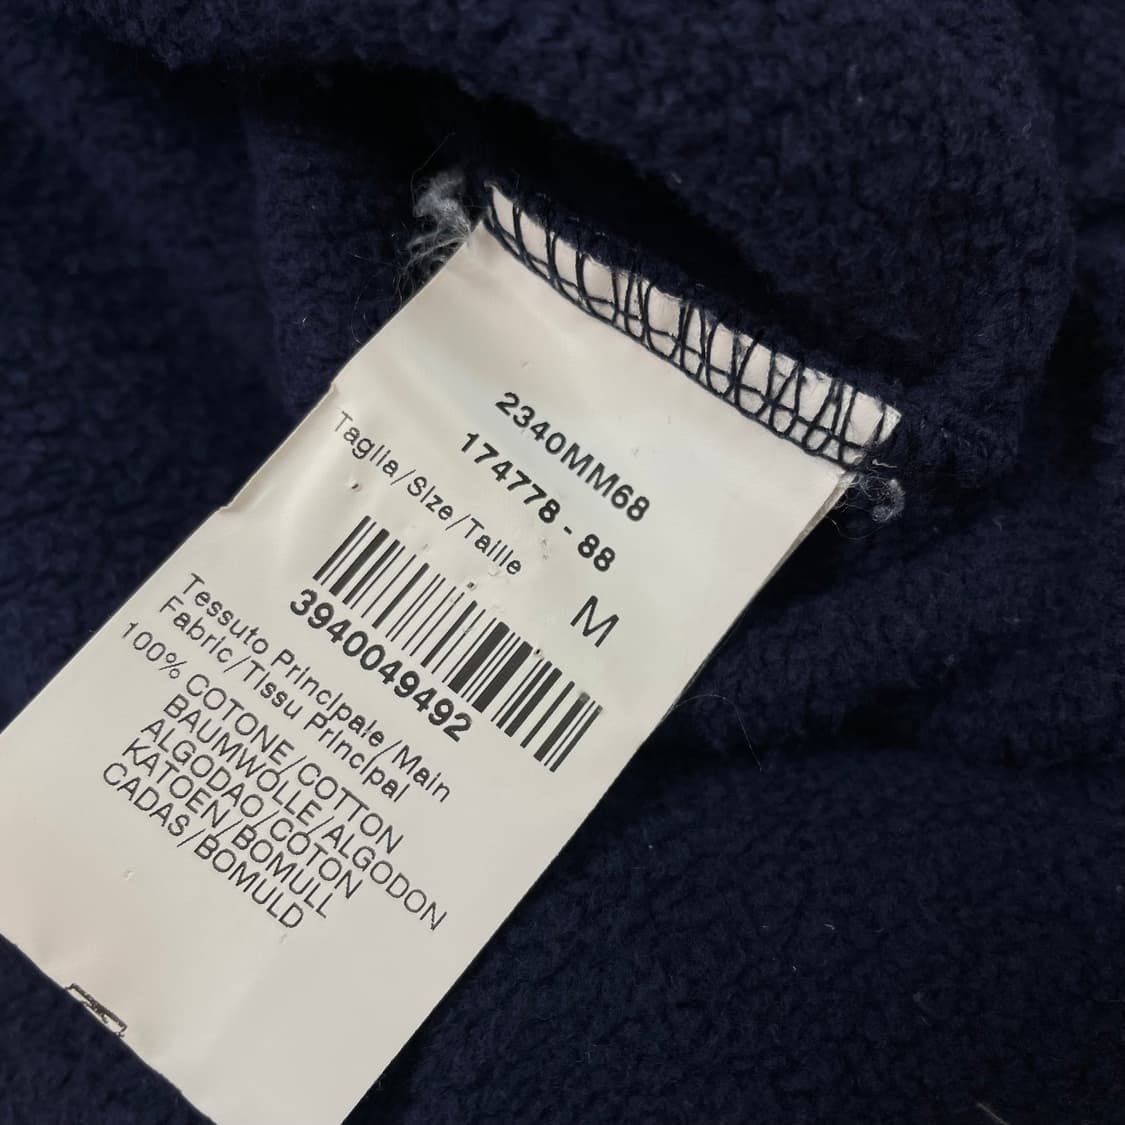 2340MM68
174778 - 88
Taglia/Size/Taille M
3940049492
Tessuto Principale/Main
Fabric/Tissu Principal
100% COTONE/COTTON
BAUMWOLLE/ALGODON
ALGODAO/COTON
KATOEN/BOMULL
CADAS/BOMULD